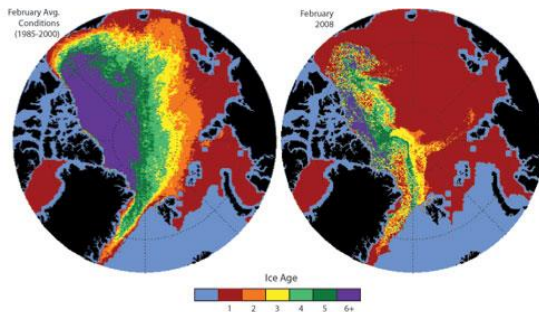 February Avg.
Conditions
(1985-2000)
February
2008
Ice Age
1 2 3 4 5 6+